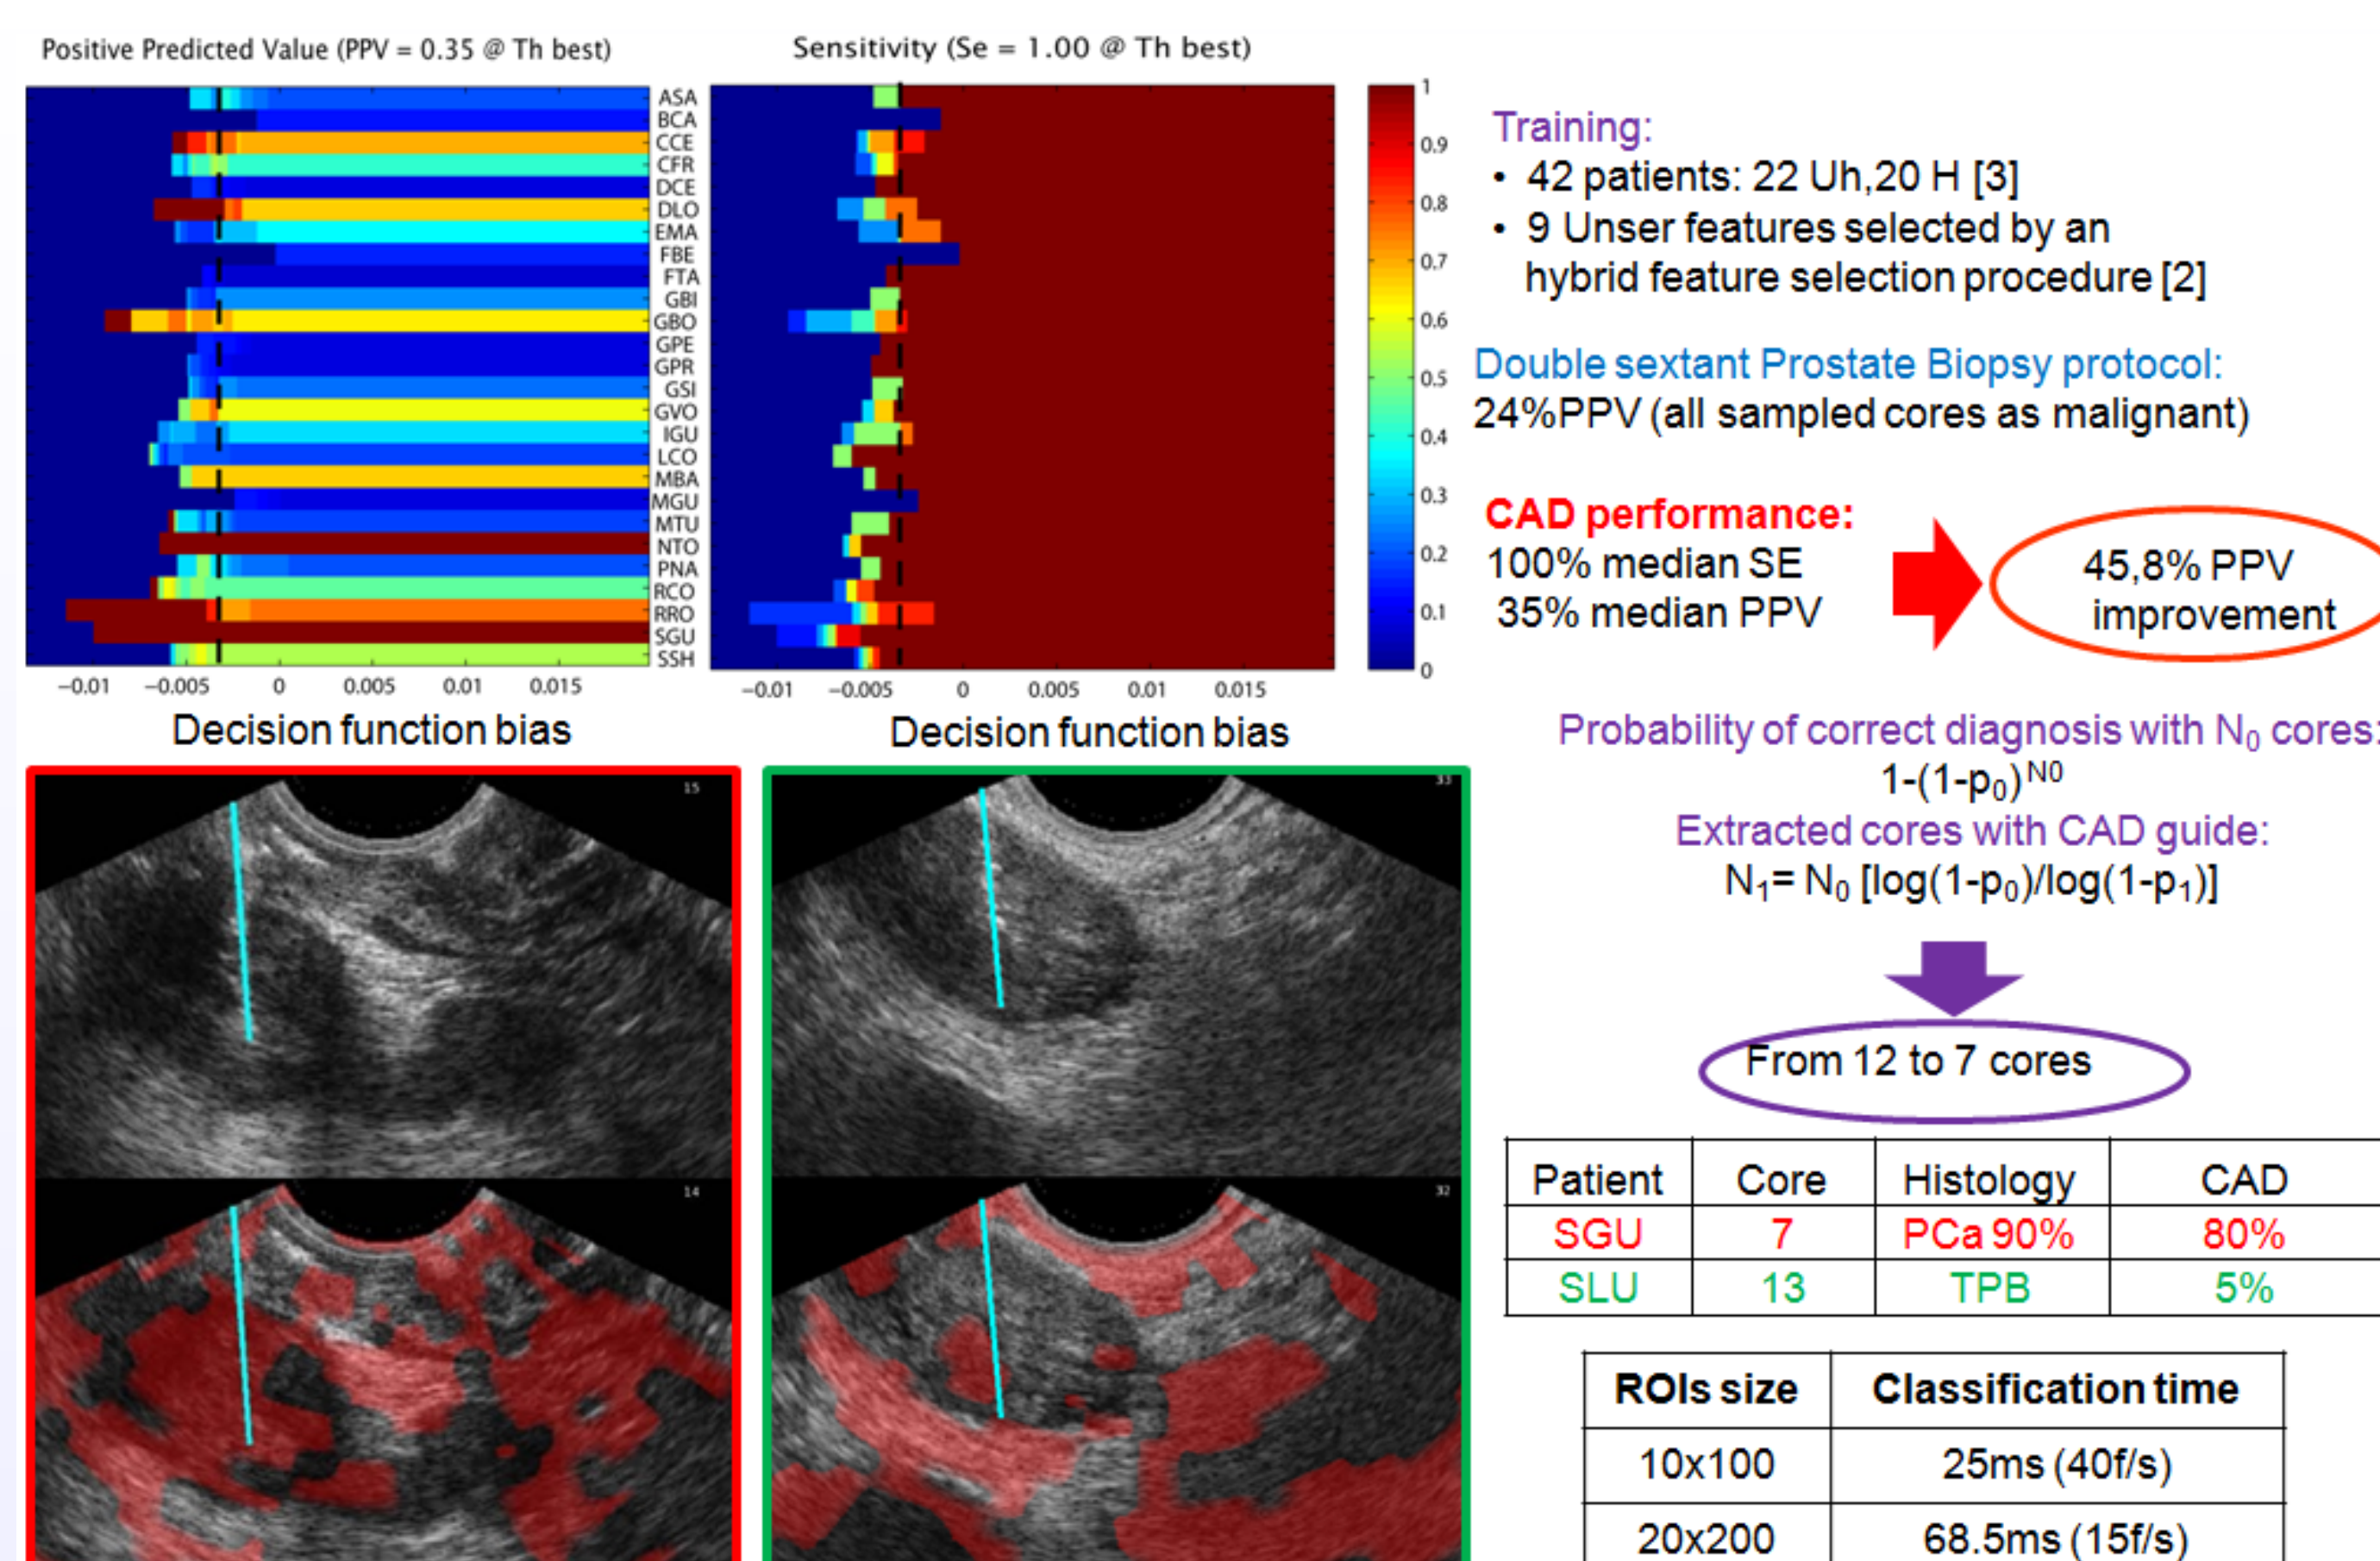 Positive Predicted Value (PPV = 0.35 @ Th best)
Sensitivity (Se = 1.00 @ Th best)
ASA
BCA
CCE
CFR
DCE
DLO
EMA
FBE
FTA
GBI
GBO
GPE
GPR
GSI
GVO
IGU
LCO
MBA
MGU
MTU
NTO
PNA
RCO
RRO
SGU
SSH
−0.01 −0.005 0 0.005 0.01 0.015
Decision function bias
−0.01 −0.005 0 0.005 0.01 0.015
Decision function bias
1
0.9
0.8
0.7
0.6
0.5
0.4
0.3
0.2
0.1
0
Training:
• 42 patients: 22 Uh,20 H [3]
• 9 Unser features selected by an
hybrid feature selection procedure [2]
Double sextant Prostate Biopsy protocol:
24%PPV (all sampled cores as malignant)
CAD performance:
100% median SE
35% median PPV
45,8% PPV
improvement
Probability of correct diagnosis with N₀ cores:
1-(1-p₀)ᴺ⁰
Extracted cores with CAD guide:
N₁= N₀ [log(1-p₀)/log(1-p₁)]
From 12 to 7 cores
15
33
14
32
Patient Core Histology CAD
SGU 7 PCa 90% 80%
SLU 13 TPB 5%
ROIs size Classification time
10x100 25ms (40f/s)
20x200 68.5ms (15f/s)